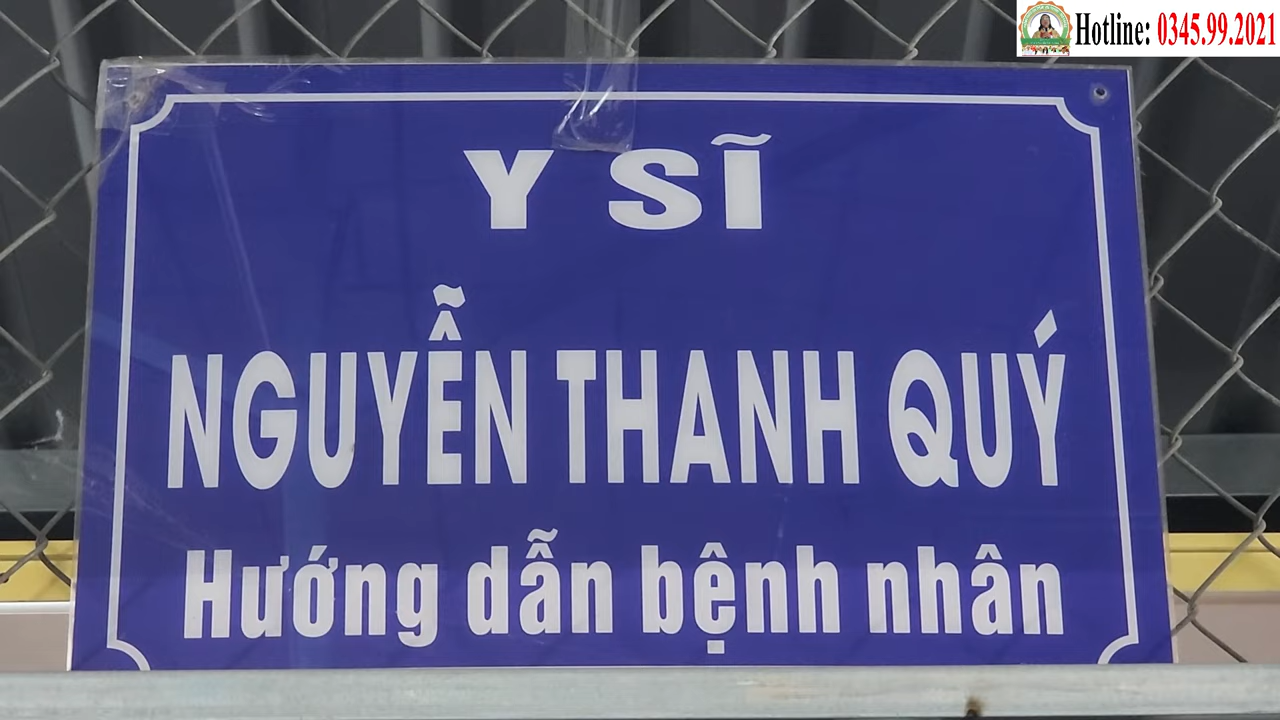 Hotline: 0345.99.2021
Y SĨ
NGUYỄN THANH QUÝ
Hướng dẫn bệnh nhân